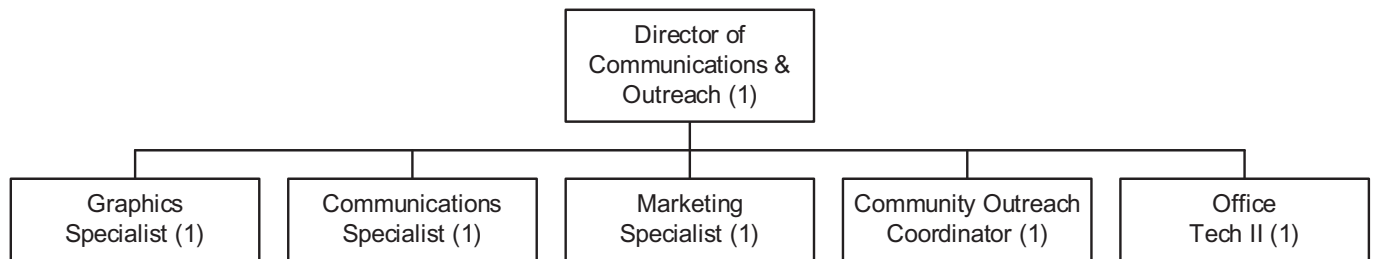 Director of
Communications &
Outreach (1)
Graphics
Specialist (1)
Communications
Specialist (1)
Marketing
Specialist (1)
Community Outreach
Coordinator (1)
Office
Tech II (1)